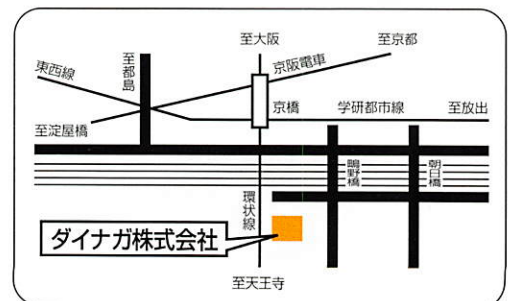 至大阪
至京都
至都島
東西線
京阪電車
京橋
学研都市線
至放出
至淀屋橋
鴫野橋
朝日橋
環状線
ダイナガ株式会社
至天王寺